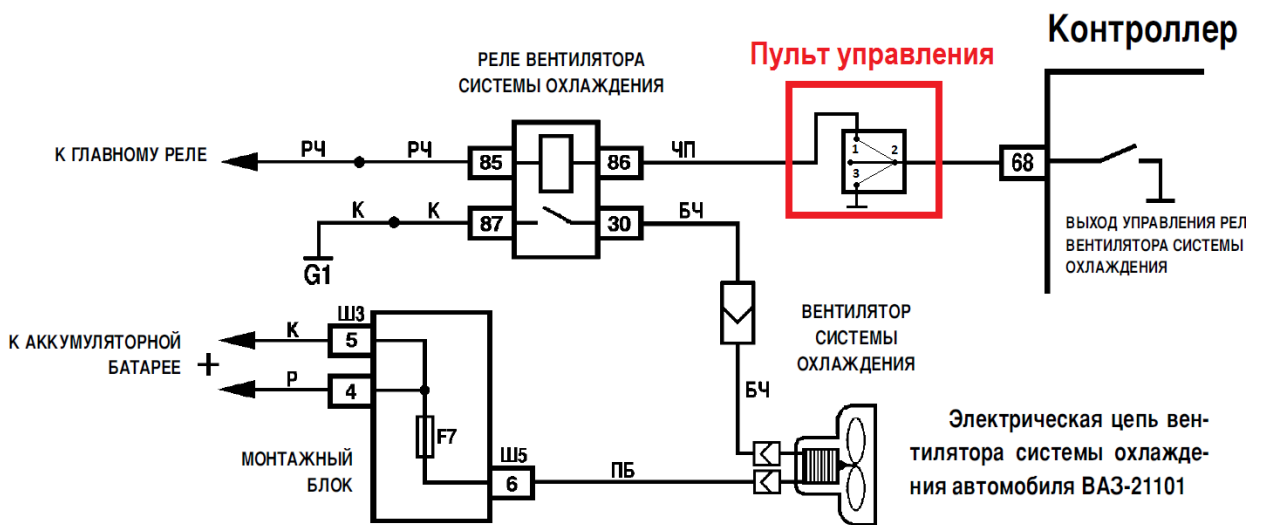 Контроллер
Пульт управления
РЕЛЕ ВЕНТИЛЯТОРА
СИСТЕМЫ ОХЛАЖДЕНИЯ
К ГЛАВНОМУ РЕЛЕ
РЧ
РЧ
85
86
ЧП
1
2
3
68
К
К
87
30
БЧ
G1
ВЫХОД УПРАВЛЕНИЯ РЕЛ
ВЕНТИЛЯТОРА СИСТЕМЫ
ОХЛАЖДЕНИЯ
К АККУМУЛЯТОРНОЙ
БАТАРЕЕ +
К
Ш3
5
Р
4
F7
МОНТАЖНЫЙ
БЛОК
Ш5
6
ПБ
БЧ
ВЕНТИЛЯТОР
СИСТЕМЫ
ОХЛАЖДЕНИЯ
Электрическая цепь вен-
тилятора системы охлажде-
ния автомобиля ВАЗ-21101